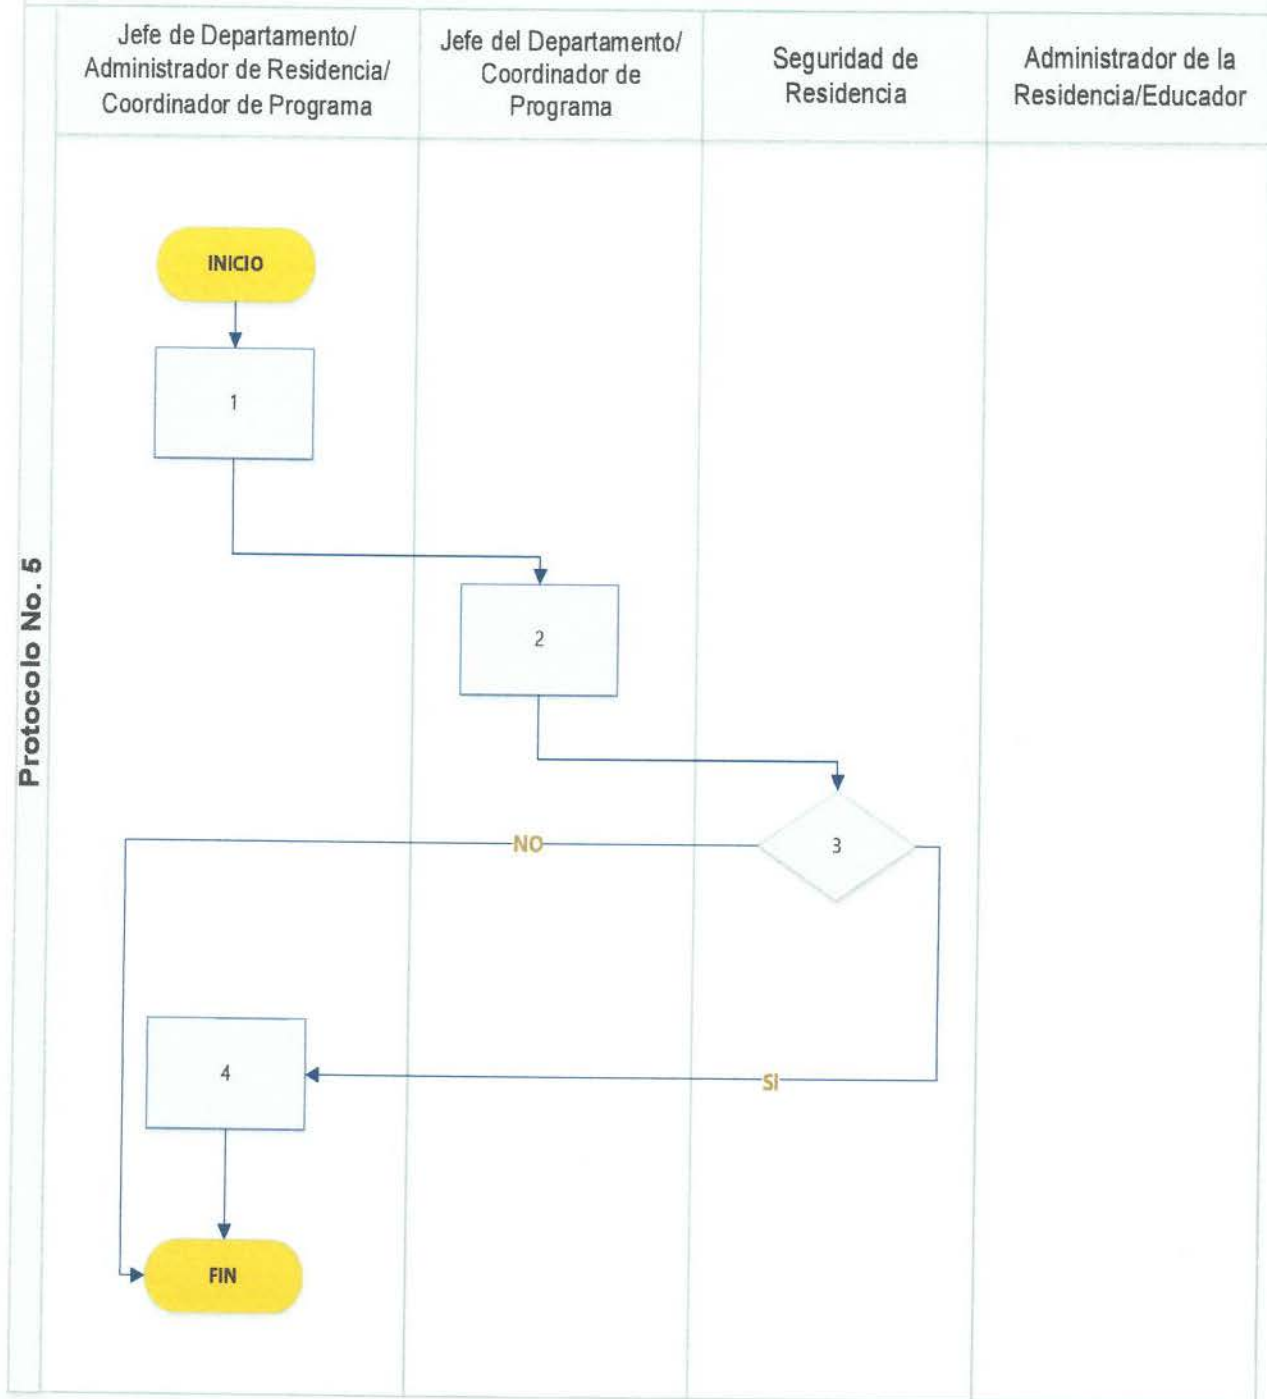 Jefe de Departamento/
Administrador de Residencia/
Coordinador de Programa
Jefe del Departamento/
Coordinador de
Programa
Seguridad de
Residencia
Administrador de la
Residencia/Educador
Protocolo No. 5
INICIO
1
2
3
NO
4
SI
FIN